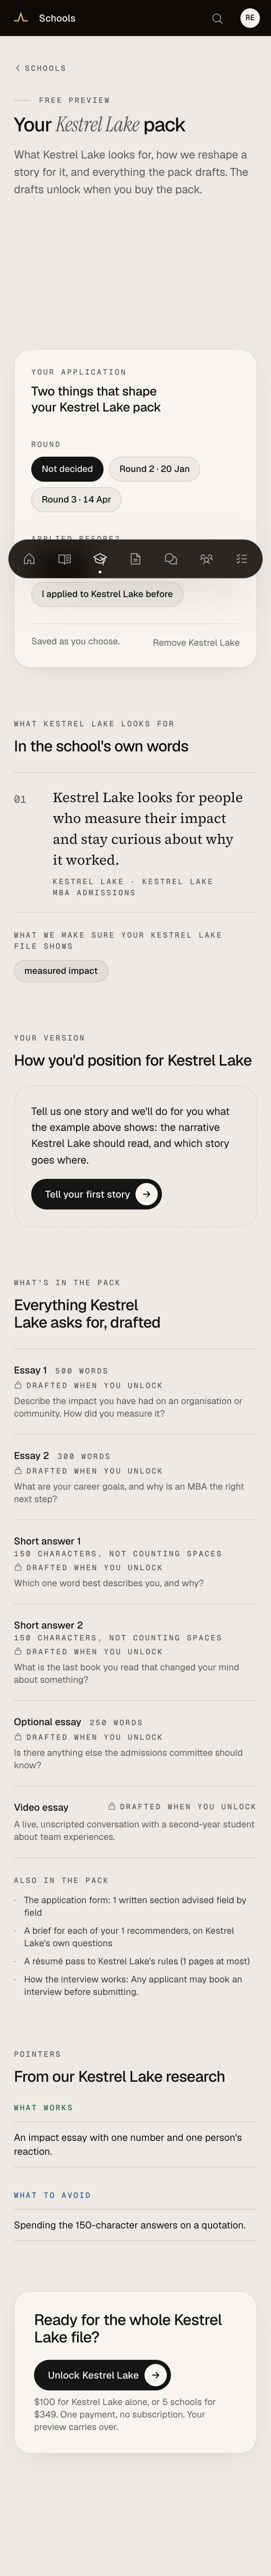 Schools
RE
SCHOOLS
FREE PREVIEW
Your Kestrel Lake pack
What Kestrel Lake looks for, how we reshape a
story for it, and everything the pack drafts. The
drafts unlock when you buy the pack.
YOUR APPLICATION
Two things that shape
your Kestrel Lake pack
ROUND
Not decided
Round 2 · 20 Jan
Round 3 · 14 Apr
APPLIED BEFORE?
I applied to Kestrel Lake before
Saved as you choose.
Remove Kestrel Lake
WHAT KESTREL LAKE LOOKS FOR
In the school's own words
01
Kestrel Lake looks for people
who measure their impact
and stay curious about why
it worked.
KESTREL LAKE · KESTREL LAKE
MBA ADMISSIONS
WHAT WE MAKE SURE YOUR KESTREL LAKE
FILE SHOWS
measured impact
YOUR VERSION
How you'd position for Kestrel Lake
Tell us one story and we'll do for you what
the example above shows: the narrative
Kestrel Lake should read, and which story
goes where.
Tell your first story
WHAT'S IN THE PACK
Everything Kestrel
Lake asks for, drafted
Essay 1 500 WORDS
DRAFTED WHEN YOU UNLOCK
Describe the impact you have had on an organisation or
community. How did you measure it?
Essay 2 300 WORDS
DRAFTED WHEN YOU UNLOCK
What are your career goals, and why is an MBA the right
next step?
Short answer 1
150 CHARACTERS, NOT COUNTING SPACES
DRAFTED WHEN YOU UNLOCK
Which one word best describes you, and why?
Short answer 2
150 CHARACTERS, NOT COUNTING SPACES
DRAFTED WHEN YOU UNLOCK
What is the last book you read that changed your mind
about something?
Optional essay 250 WORDS
DRAFTED WHEN YOU UNLOCK
Is there anything else the admissions committee should
know?
Video essay DRAFTED WHEN YOU UNLOCK
A live, unscripted conversation with a second-year student
about team experiences.
ALSO IN THE PACK
· The application form: 1 written section advised field by
field
· A brief for each of your 1 recommenders, on Kestrel
Lake's own questions
· A résumé pass to Kestrel Lake's rules (1 pages at most)
· How the interview works: Any applicant may book an
interview before submitting.
POINTERS
From our Kestrel Lake research
WHAT WORKS
An impact essay with one number and one person's
reaction.
WHAT TO AVOID
Spending the 150-character answers on a quotation.
Ready for the whole Kestrel
Lake file?
Unlock Kestrel Lake
$100 for Kestrel Lake alone, or 5 schools for
$349. One payment, no subscription. Your
preview carries over.